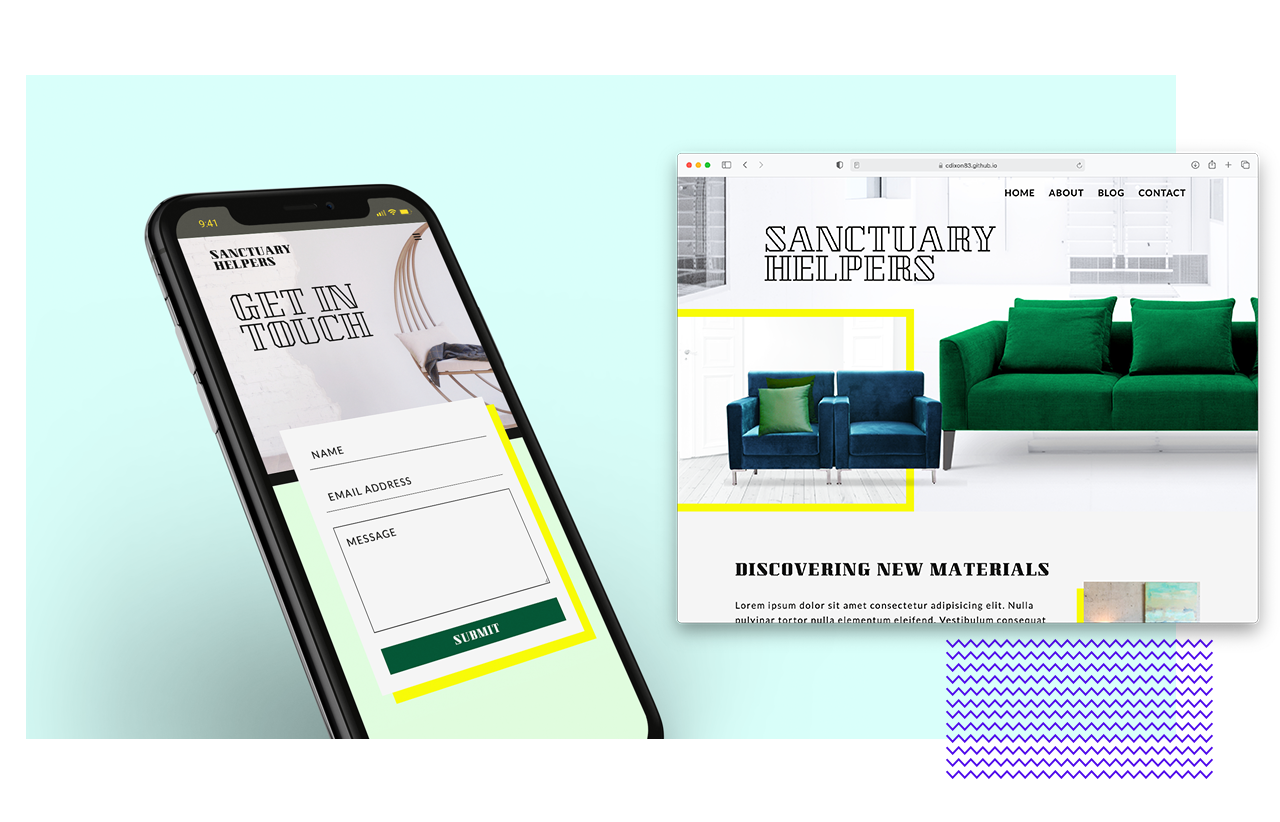 9:41
SANCTUARY
HELPERS
GET IN
TOUCH
NAME
EMAIL ADDRESS
MESSAGE
SUBMIT
cdixon83.github.io
HOME ABOUT BLOG CONTACT
SANCTUARY
HELPERS
DISCOVERING NEW MATERIALS
Lorem ipsum dolor sit amet consectetur adipisicing elit. Nulla
pulvinar tortor nulla elementum eleifend. Vestibulum consequat